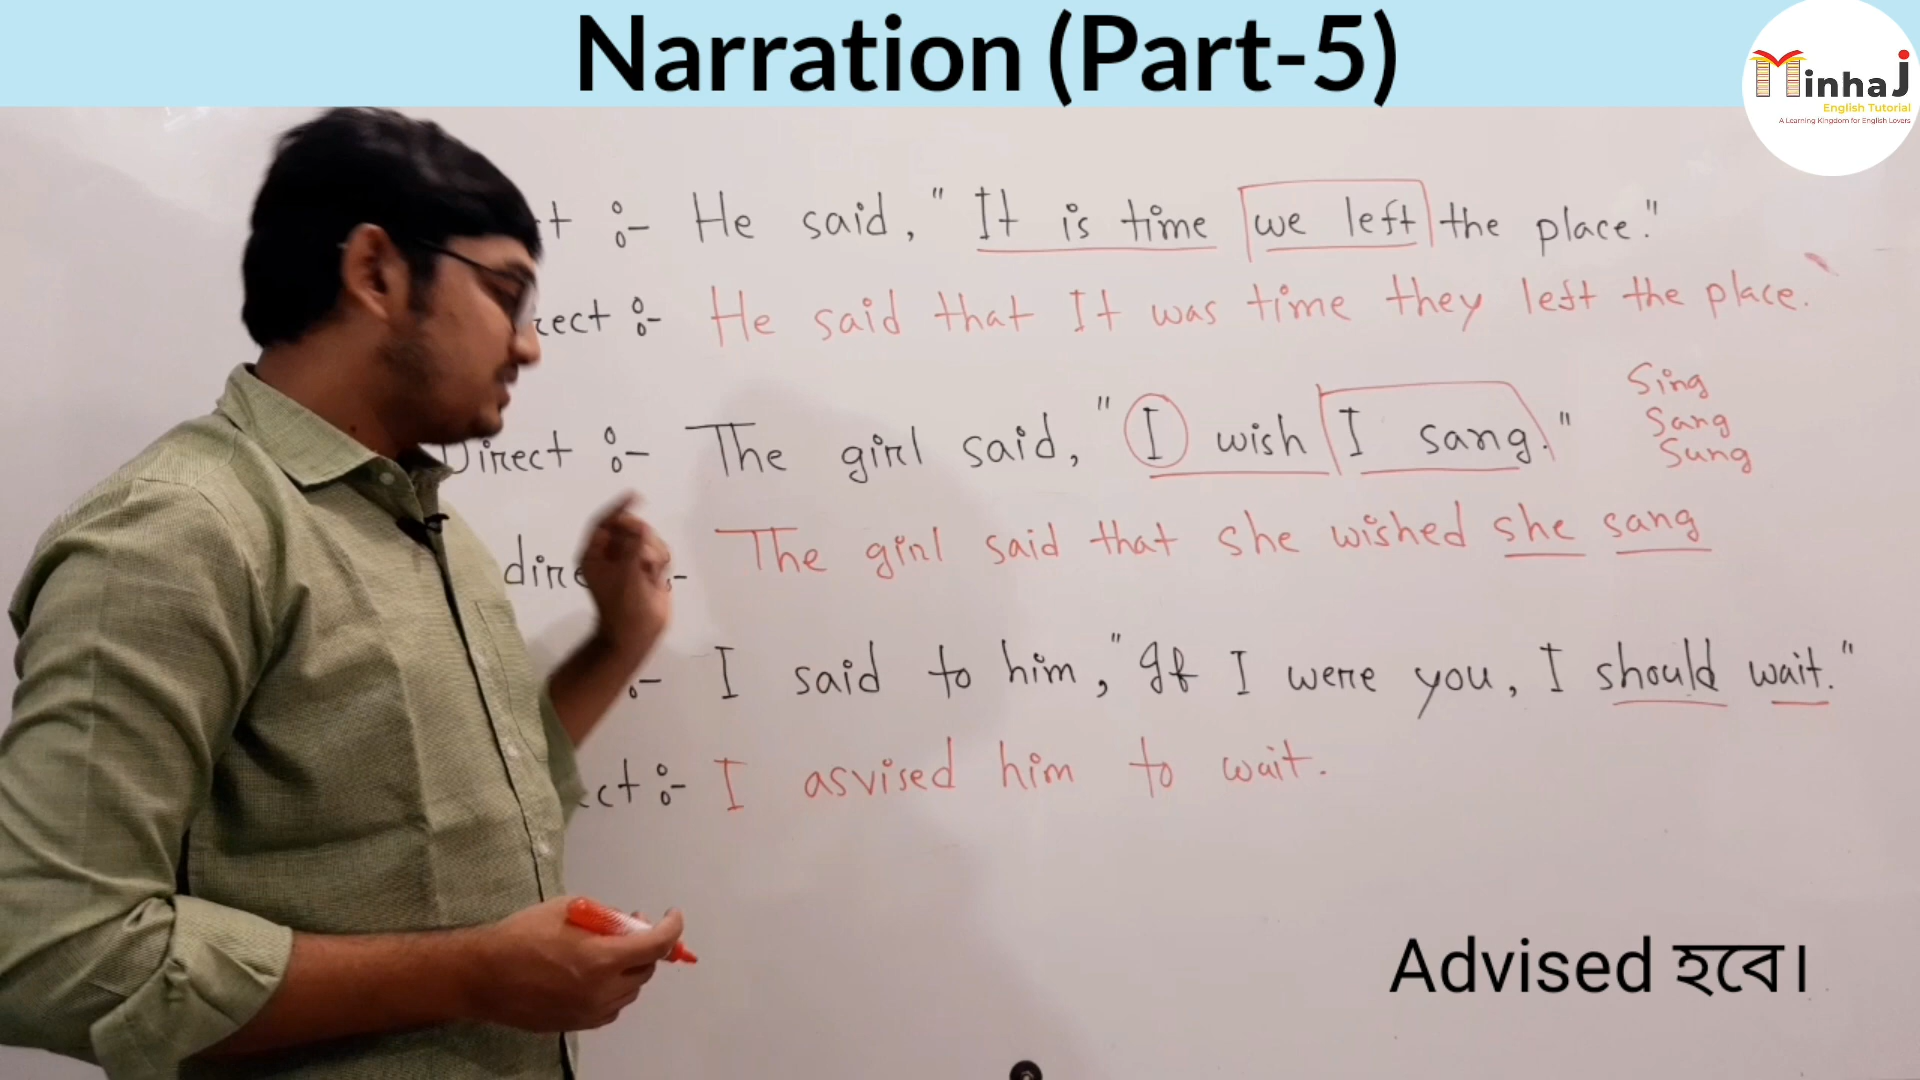 Narration (Part-5)
Minhaj
English Tutorial
A Learning Kingdom for English Lovers
t :- He said, "It is time we left the place."
rect :- He said that It was time they left the place.
Sing
Sang
Sung
Direct :- The girl said, "I wish I sang."
direc :- The girl said that she wished she sang
:- I said to him, "If I were you, I should wait."
ect :- I asvised him to wait.
Advised হবে।